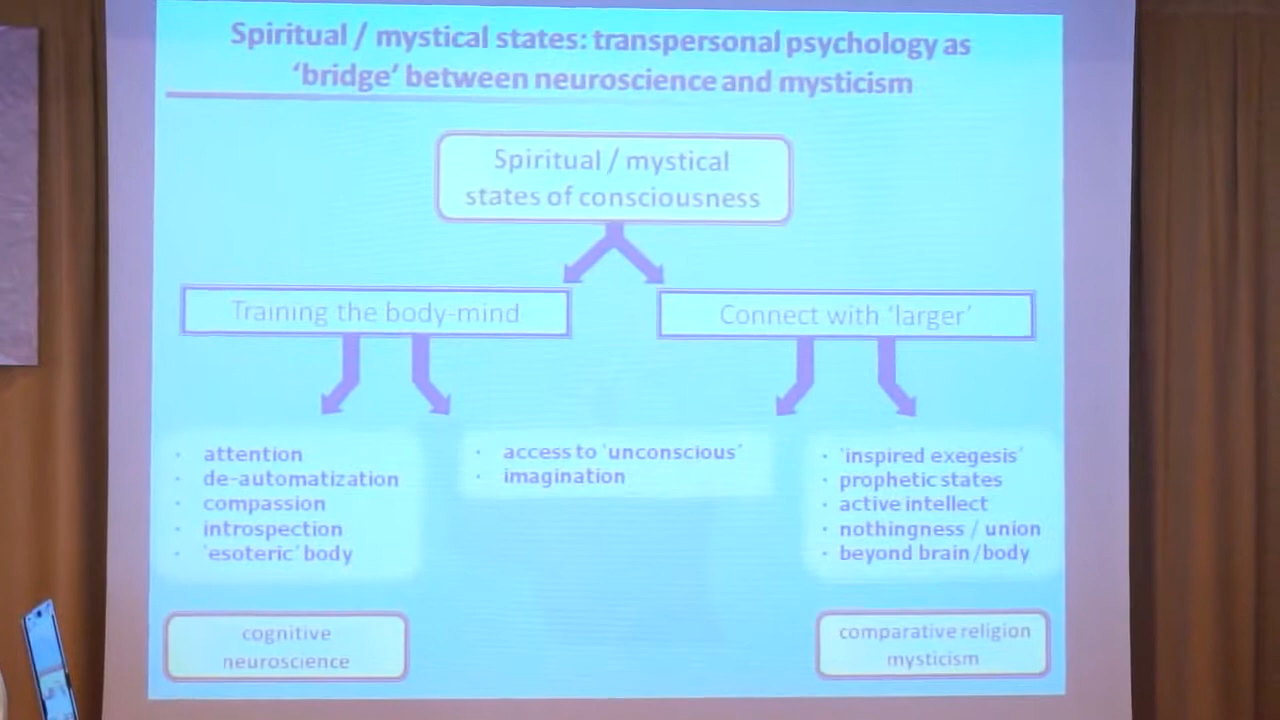 Spiritual / mystical states: transpersonal psychology as
‘bridge’ between neuroscience and mysticism
Spiritual / mystical
states of consciousness
Training the body-mind
Connect with ‘larger’
· attention
· de-automatization
· compassion
· introspection
· ‘esoteric’ body
· access to ‘unconscious’
· imagination
· ‘inspired exegesis’
· prophetic states
· active intellect
· nothingness / union
· beyond brain/body
cognitive
neuroscience
comparative religion
mysticism